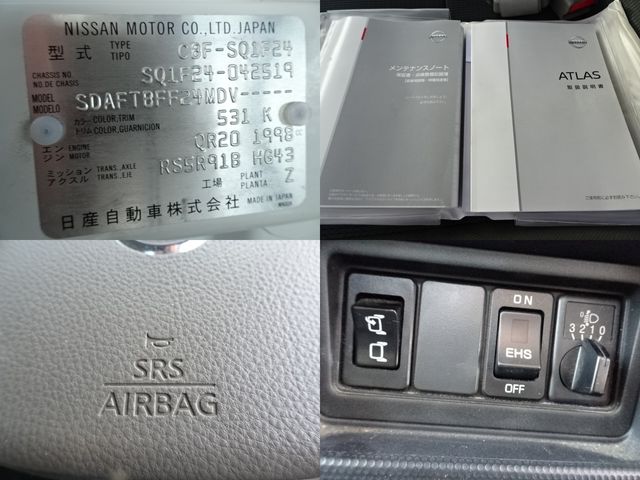 NISSAN MOTOR CO.,LTD.JAPAN
型式 TYPE TIPO CBF-SQ1F24
CHASSIS NO. NO.DE CHASIS SQ1F24-042519
MODEL MODELO SDAFT8FF24MDV-----
カラー COLOR,TRIM トリム COLOR,GUARNICION 531 K
エンジン ENGINE MOTOR QR20 1998
ミッション アクスル TRANS.,AXLE TRANS.,EJE RS5R91B HG43
工場 PLANT PLANTA Z
日産自動車株式会社 MADE IN JAPAN
メンテナンスノート
NISSAN
ATLAS
取扱説明書
SRS
AIRBAG
ON
EHS
OFF
0
3 2 1 0